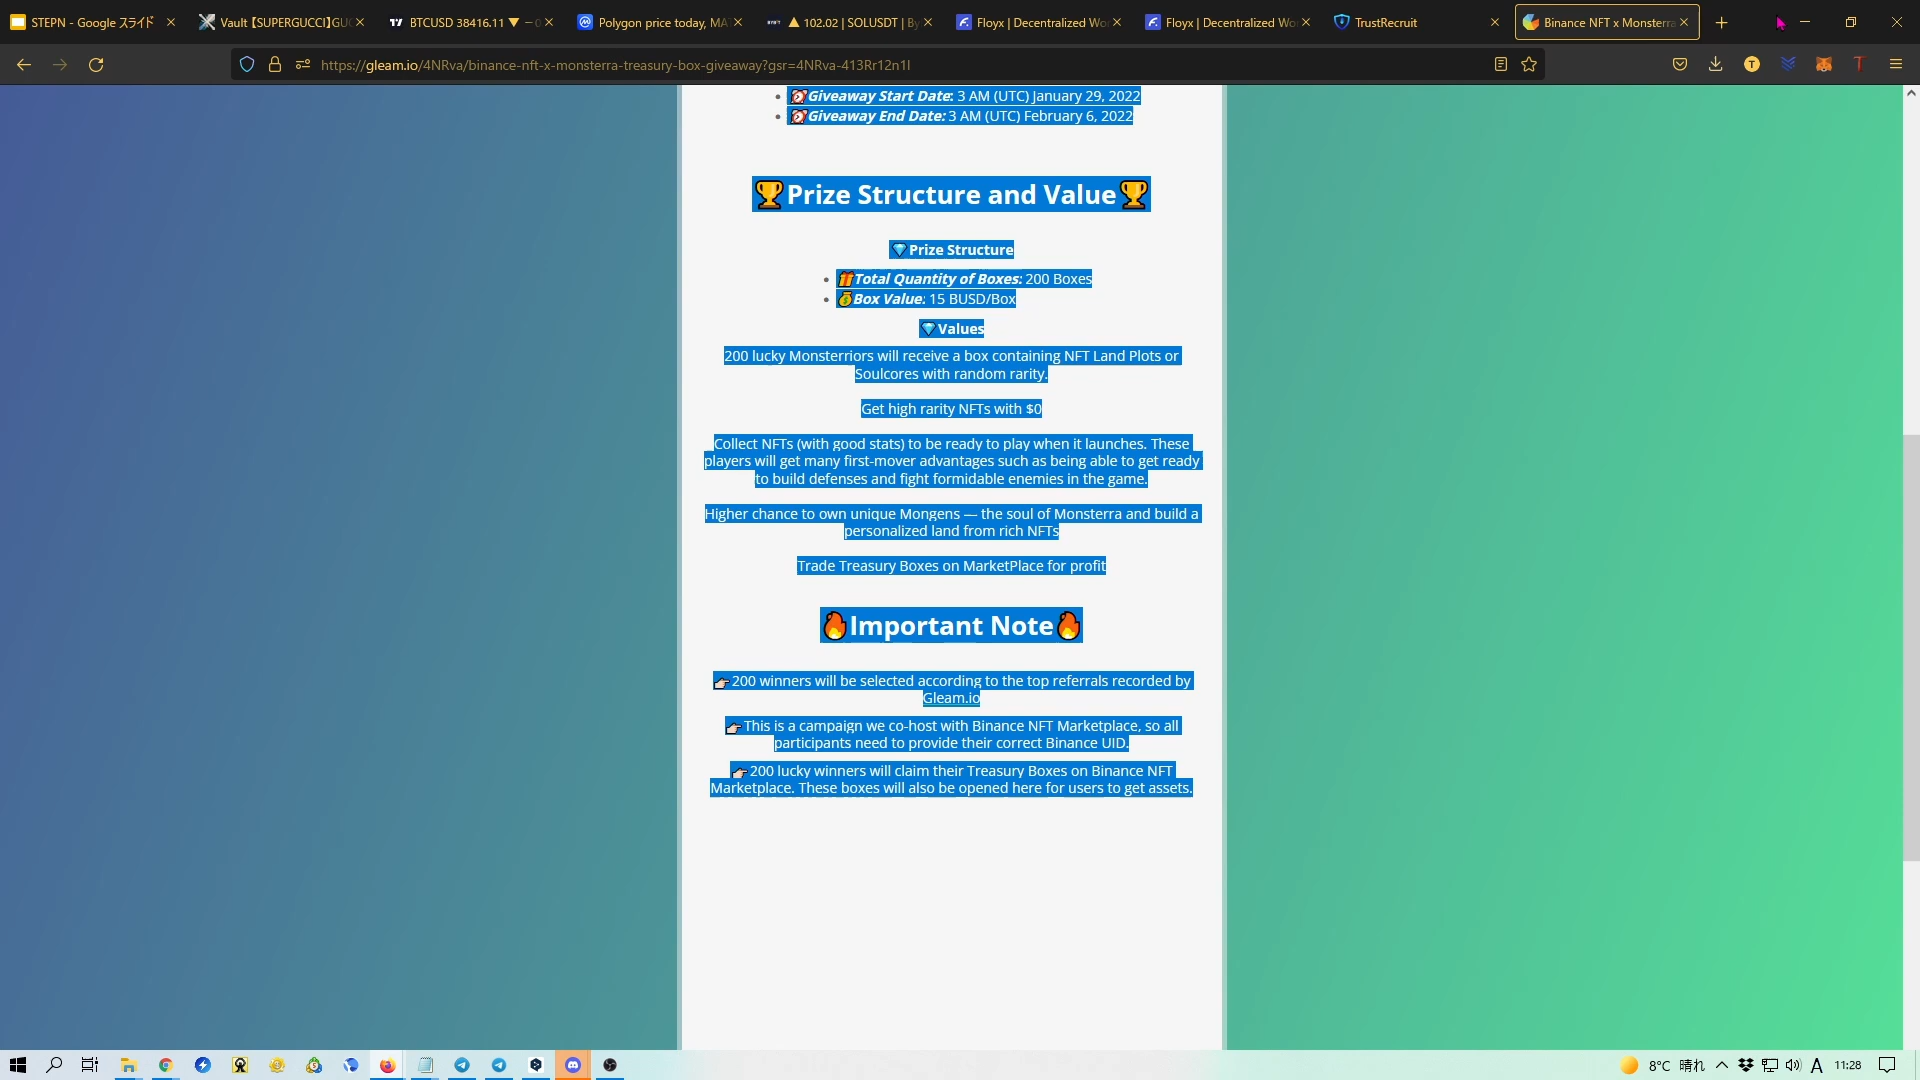 STEPN - Google スライド
Vault 【SUPERGUCCI】GU
BTCUSD 38416.11 ▼
Polygon price today, MA
▲ 102.02 | SOLUSDT | By
Floyx | Decentralized Wo
Floyx | Decentralized Wo
TrustRecruit
Binance NFT x Monsterra
https://gleam.io/4NRva/binance-nft-x-monsterra-treasury-box-giveaway?gsr=4NRva-413Rr12n1I
⏰Giveaway Start Date: 3 AM (UTC) January 29, 2022
⏰Giveaway End Date: 3 AM (UTC) February 6, 2022
🏆Prize Structure and Value🏆
💎Prize Structure
🎁Total Quantity of Boxes: 200 Boxes
💰Box Value: 15 BUSD/Box
💎Values
200 lucky Monsterriors will receive a box containing NFT Land Plots or
Soulcores with random rarity.
Get high rarity NFTs with $0
Collect NFTs (with good stats) to be ready to play when it launches. These
players will get many first-mover advantages such as being able to get ready
to build defenses and fight formidable enemies in the game.
Higher chance to own unique Mongens — the soul of Monsterra and build a
personalized land from rich NFTs
Trade Treasury Boxes on MarketPlace for profit
🔥Important Note🔥
👉200 winners will be selected according to the top referrals recorded by
Gleam.io
👉This is a campaign we co-host with Binance NFT Marketplace, so all
participants need to provide their correct Binance UID.
👉200 lucky winners will claim their Treasury Boxes on Binance NFT
Marketplace. These boxes will also be opened here for users to get assets.
8°C 晴れ
A
11:28